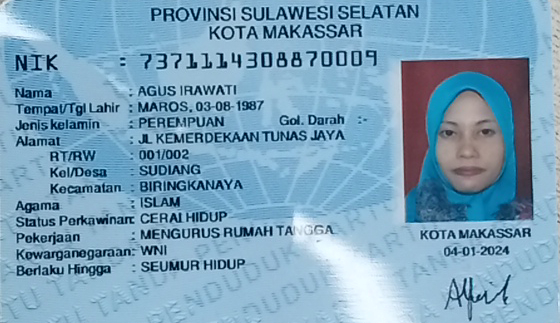 PROVINSI SULAWESI SELATAN
KOTA MAKASSAR
NIK : 7371114308870009
Nama : AGUS IRAWATI
Tempat/Tgl Lahir : MAROS, 03-08-1987
Jenis kelamin : PEREMPUAN Gol. Darah :-
Alamat : JL KEMERDEKAAN TUNAS JAYA
RT/RW : 001/002
Kel/Desa : SUDIANG
Kecamatan : BIRINGKANAYA
Agama : ISLAM
Status Perkawinan: CERAI HIDUP
Pekerjaan : MENGURUS RUMAH TANGGA
Kewarganegaraan: WNI
Berlaku Hingga : SEUMUR HIDUP
KOTA MAKASSAR
04-01-2024